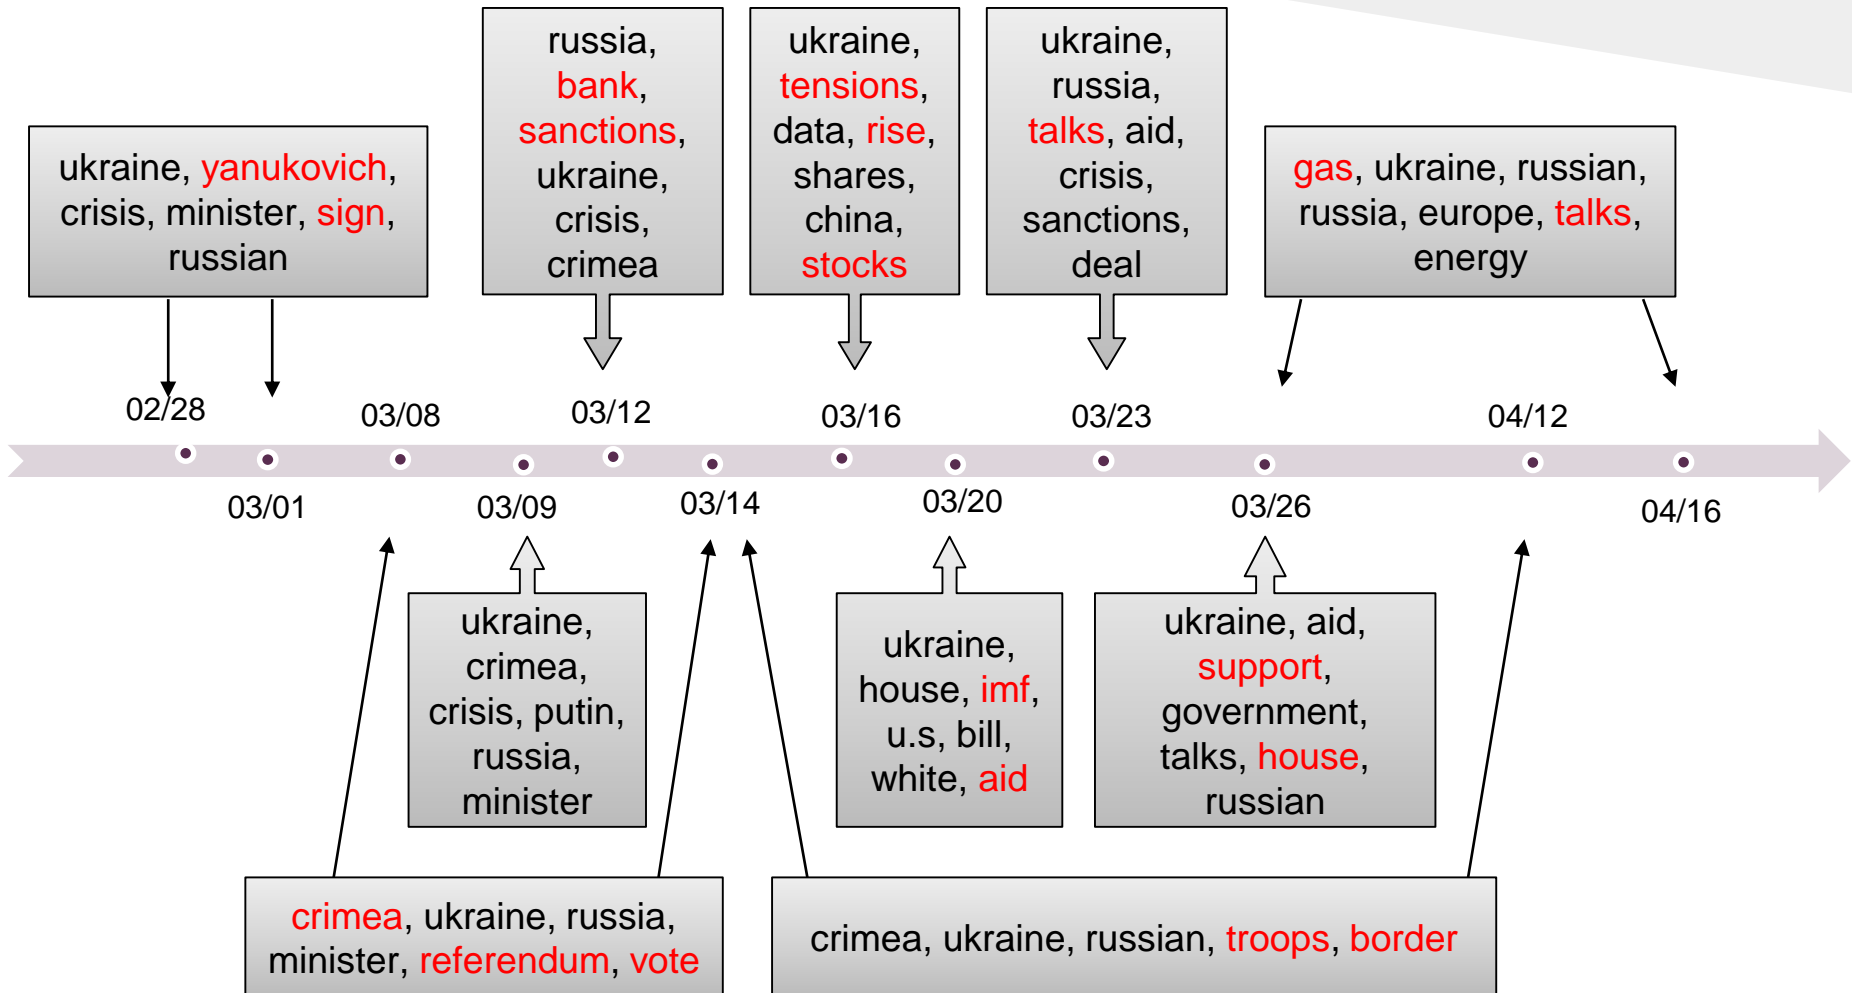 russia,
bank,
sanctions,
ukraine,
crisis,
crimea
ukraine,
tensions,
data, rise,
shares,
china,
stocks
ukraine,
russia,
talks, aid,
crisis,
sanctions,
deal
ukraine, yanukovich,
crisis, minister, sign,
russian
gas, ukraine, russian,
russia, europe, talks,
energy
02/28
03/08
03/12
03/16
03/23
04/12
03/01
03/09
03/14
03/20
03/26
04/16
ukraine,
crimea,
crisis, putin,
russia,
minister
ukraine,
house, imf,
u.s, bill,
white, aid
ukraine, aid,
support,
government,
talks, house,
russian
crimea, ukraine, russia,
minister, referendum, vote
crimea, ukraine, russian, troops, border